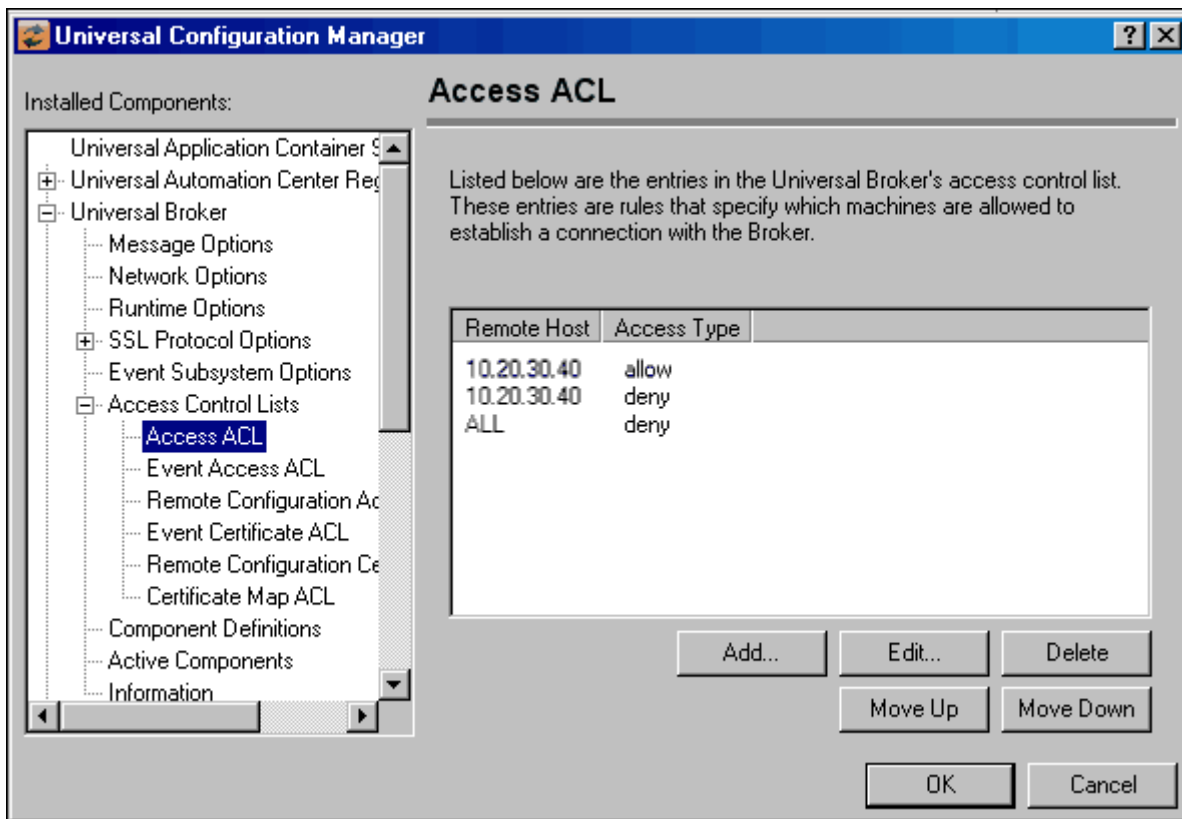 Universal Configuration Manager
Installed Components:
Universal Application Container S
Universal Automation Center Reg
Universal Broker
Message Options
Network Options
Runtime Options
SSL Protocol Options
Event Subsystem Options
Access Control Lists
Access ACL
Event Access ACL
Remote Configuration Ac
Event Certificate ACL
Remote Configuration Ce
Certificate Map ACL
Component Definitions
Active Components
Information
Access ACL
Listed below are the entries in the Universal Broker's access control list.
These entries are rules that specify which machines are allowed to
establish a connection with the Broker.
Remote Host Access Type
10.20.30.40 allow
10.20.30.40 deny
ALL deny
Add... Edit... Delete
Move Up Move Down
OK Cancel